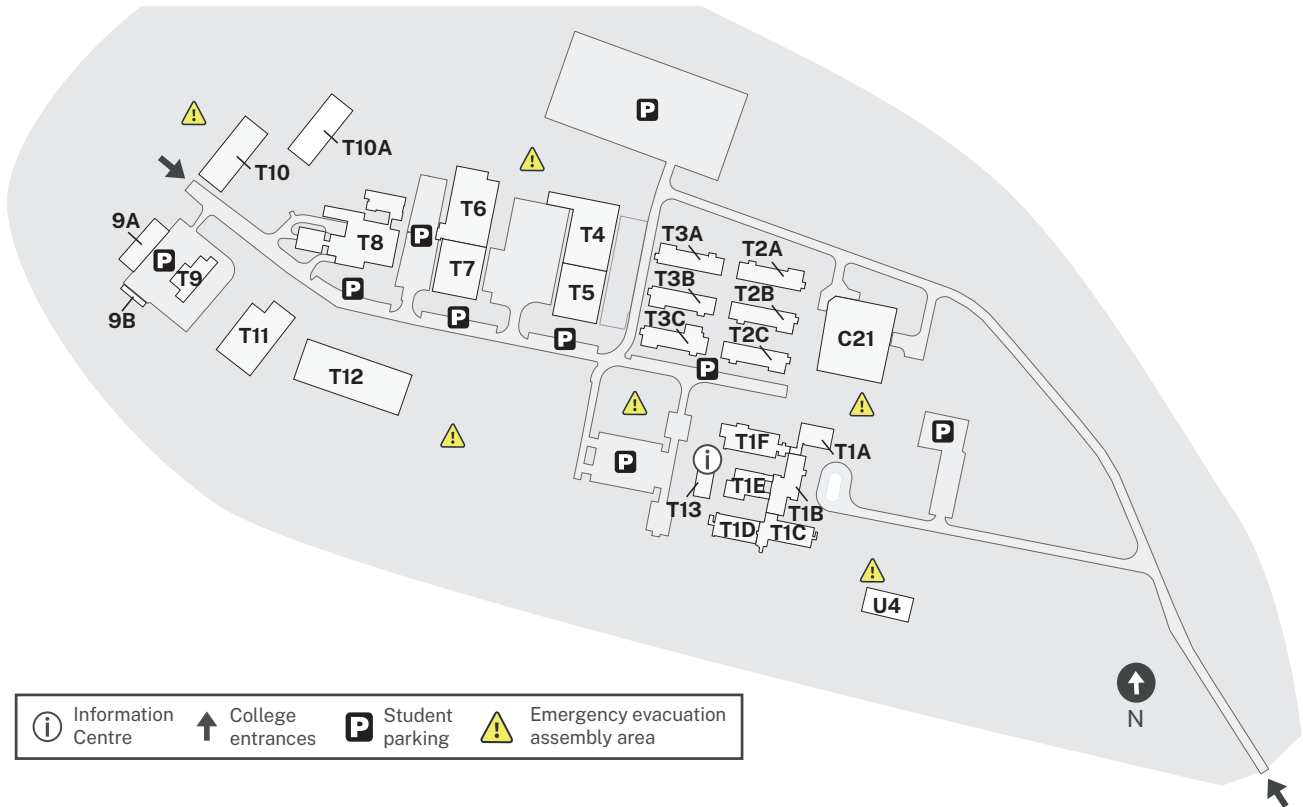 P
T10A
T10
T6
T3A
T2A
9A
P
T8
T4
P
T9
T7
T3B
T2B
P
T5
9B
P
T3C
T11
P
T2C
C21
T12
P
P
T1F
T1A
P
i
T1E
T13
T1B
T1D
T1C
U4
N
i
Information
Centre
College
entrances
P
Student
parking
Emergency evacuation
assembly area